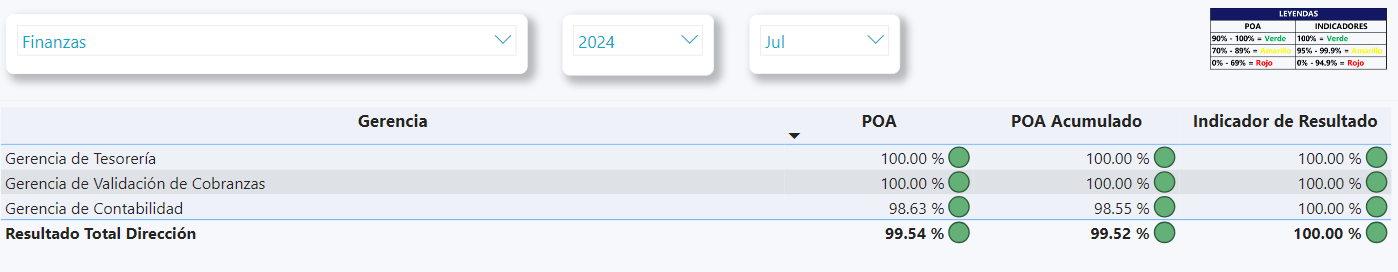 Finanzas
2024
Jul
LEYENDAS
POA INDICADORES
90% - 100% = Verde 100% = Verde
70% - 89% = Amarillo 95% - 99.9% = Amarillo
0% - 69% = Rojo 0% - 94.9% = Rojo
Gerencia POA POA Acumulado Indicador de Resultado
Gerencia de Tesorería 100.00 % 100.00 % 100.00 %
Gerencia de Validación de Cobranzas 100.00 % 100.00 % 100.00 %
Gerencia de Contabilidad 98.63 % 98.55 % 100.00 %
Resultado Total Dirección 99.54 % 99.52 % 100.00 %